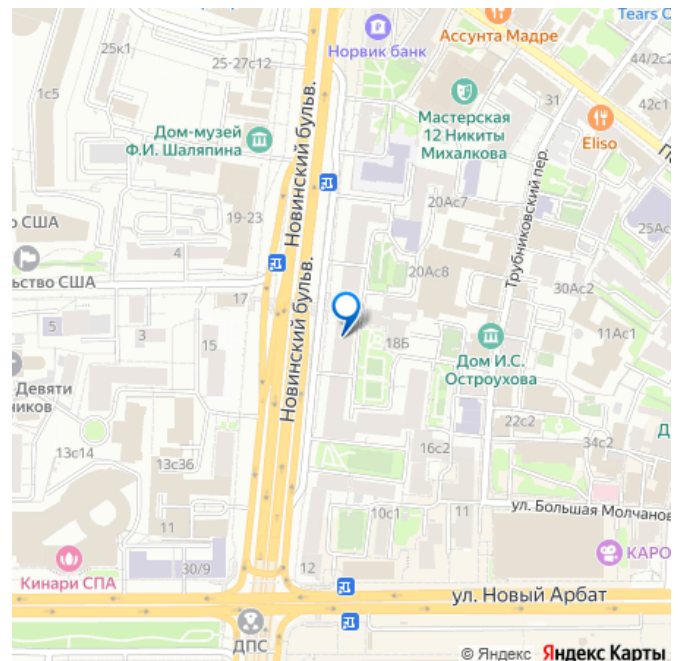 Tears C
Ассунта Мадре
Норвик банк
25к1
25-27с12
44/2с2
1с5
Мастерская
12 Никиты
Михалкова
31
42с1
Eliso
Дом-музей
Ф.И. Шаляпина
Новинский бульв.
Трубниковский пер.
20Ас7
19-23
25Ас
о США
4
20Ас8
ьство США
30Ас2
17
Новинский бульв.
5
3
15
18Б
11Ас1
Дом И.С.
Остроухова
Девяти
ников
22с2
Д
13с14
13с3б
16с2
34с2
10с1
11
ул. Большая Молчанов
11
КАРО
Кинари СПА
30/9
12
ул. Новый Арбат
ДПС
© Яндекс Яндекс Карты